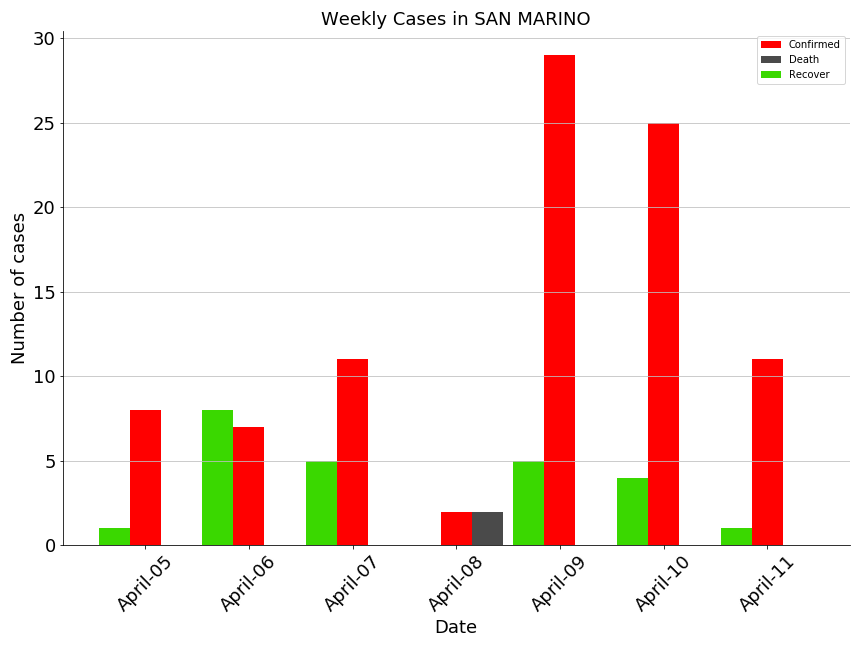 Weekly Cases in SAN MARINO
Confirmed
Death
Recover
30
25
20
15
10
5
0
Number of cases
April-05
April-06
April-07
April-08
April-09
April-10
April-11
Date